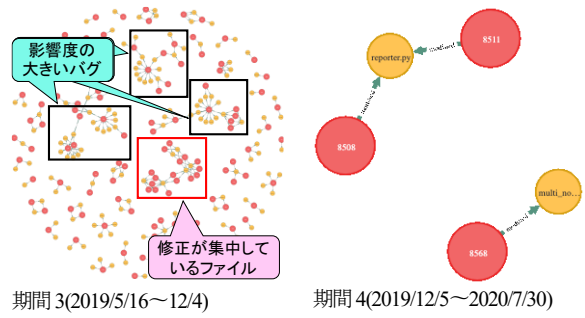 影響度の
大きいバグ
修正が集中して
いるファイル
期間 3(2019/5/16～12/4)
8511
reporter.py
8508
multi_no...
8568
期間 4(2019/12/5～2020/7/30)